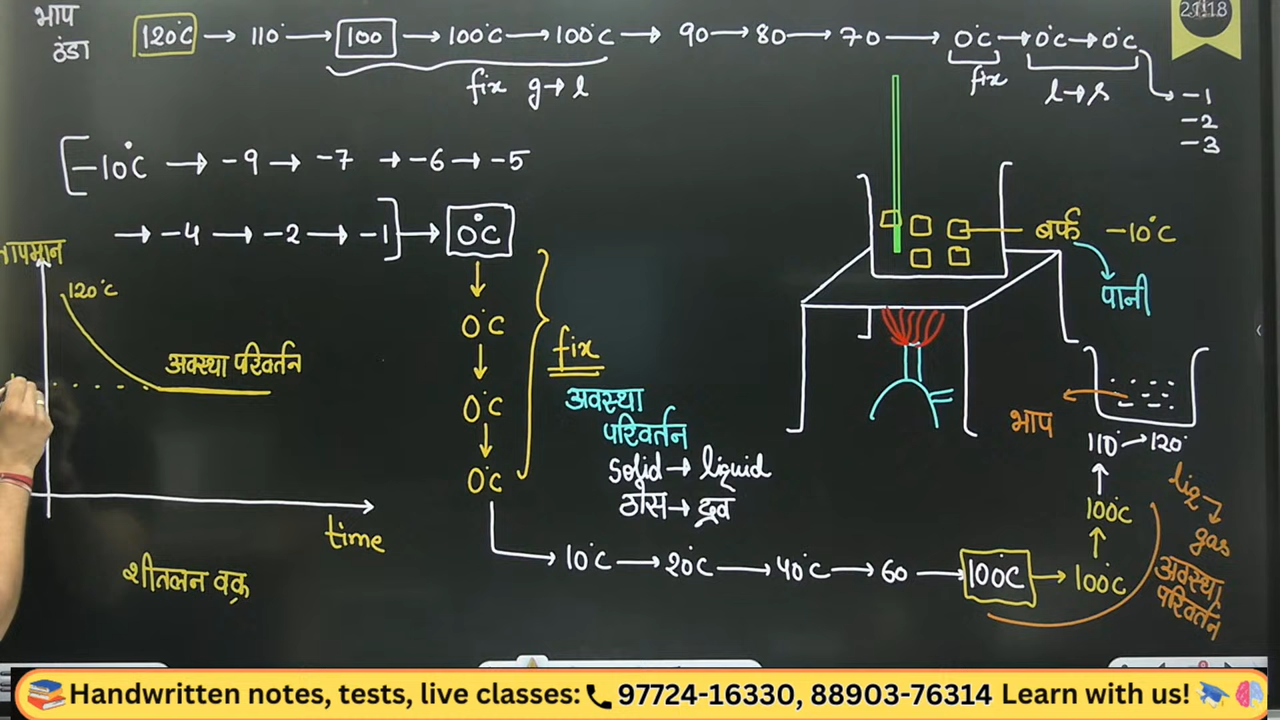 21:18
भाप
ठंडा
120°C → 110° → 100 → 100°C → 100°C → 90 → 80 → 70 → 0°C → 0°C → 0°C
fix g→l
fix
l→s
-1
-2
-3
-10°C → -9 → -7 → -6 → -5
→ -4 → -2 → -1 → 0°C
0°C
0°C
0°C
fix
अवस्था
परिवर्तन
solid → liquid
ठोस → द्रव
10°C → 20°C → 40°C → 60 → 100°C → 100°C
100°C
110° → 120°
liq →
gas
अवस्था
परिवर्तन
बर्फ -10°C
पानी
भाप
तापमान
120°C
अवस्था परिवर्तन
time
शीतलन वक्र
Handwritten notes, tests, live classes: 97724-16330, 88903-76314 Learn with us!